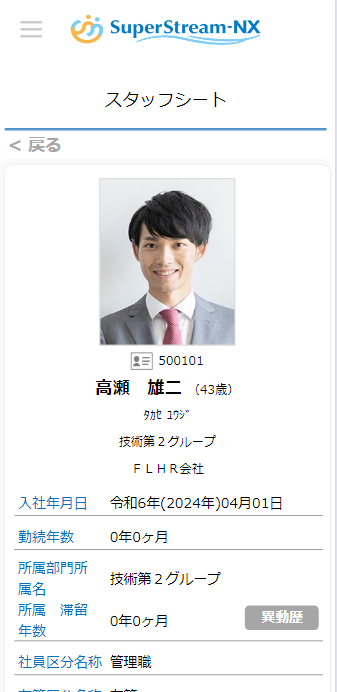 SuperStream-NX
スタッフシート
< 戻る
500101
高瀬　雄二 （43歳）
ﾀｶｾ ﾕｳｼﾞ
技術第２グループ
ＦＬＨＲ会社
入社年月日 令和6年(2024年)04月01日
勤続年数 0年0ヶ月
所属部門所
属名 技術第２グループ
所属　滞留
年数 0年0ヶ月 異動歴
社員区分名称 管理職